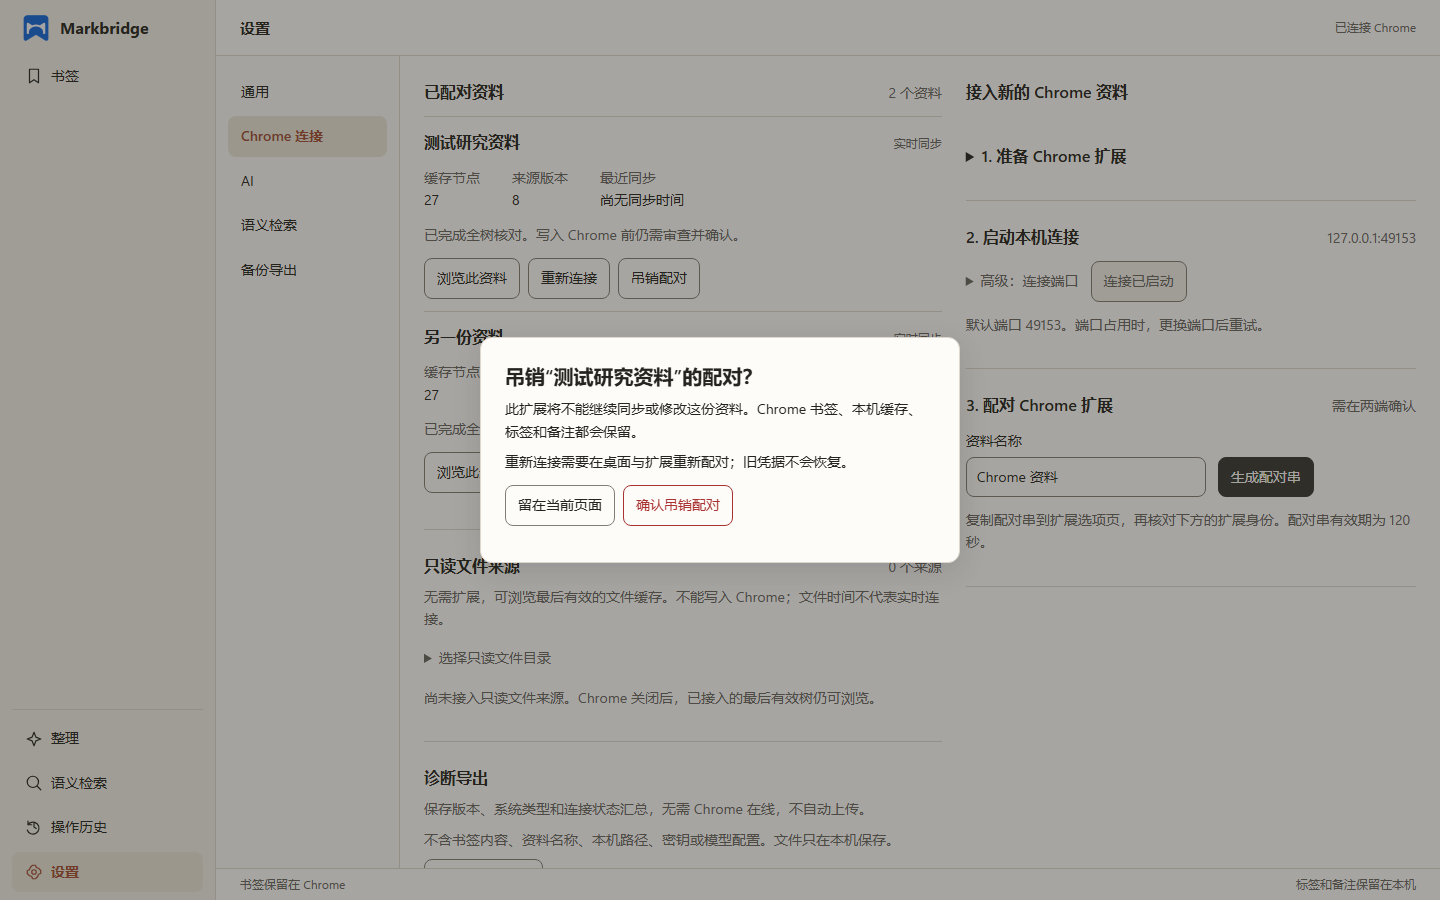 Markbridge
书签
整理
语义检索
操作历史
设置
设置
已连接 Chrome
通用
Chrome 连接
AI
语义检索
备份导出
已配对资料
2 个资料
测试研究资料
实时同步
缓存节点
来源版本
最近同步
27
8
尚无同步时间
已完成全树核对。写入 Chrome 前仍需审查并确认。
浏览此资料
重新连接
吊销配对
另一份资料
实时同步
缓存节点
27
已完成全
浏览此
吊销“测试研究资料”的配对？
此扩展将不能继续同步或修改这份资料。Chrome 书签、本机缓存、
标签和备注都会保留。
重新连接需要在桌面与扩展重新配对；旧凭据不会恢复。
留在当前页面
确认吊销配对
只读文件来源
0 个来源
无需扩展，可浏览最后有效的文件缓存。不能写入 Chrome；文件时间不代表实时连
接。
选择只读文件目录
尚未接入只读文件来源。Chrome 关闭后，已接入的最后有效树仍可浏览。
诊断导出
保存版本、系统类型和连接状态汇总，无需 Chrome 在线，不自动上传。
不含书签内容、资料名称、本机路径、密钥或模型配置。文件只在本机保存。
接入新的 Chrome 资料
1. 准备 Chrome 扩展
2. 启动本机连接
127.0.0.1:49153
高级：连接端口
连接已启动
默认端口 49153。端口占用时，更换端口后重试。
3. 配对 Chrome 扩展
需在两端确认
资料名称
Chrome 资料
生成配对串
复制配对串到扩展选项页，再核对下方的扩展身份。配对串有效期为 120
秒。
书签保留在 Chrome
标签和备注保留在本机